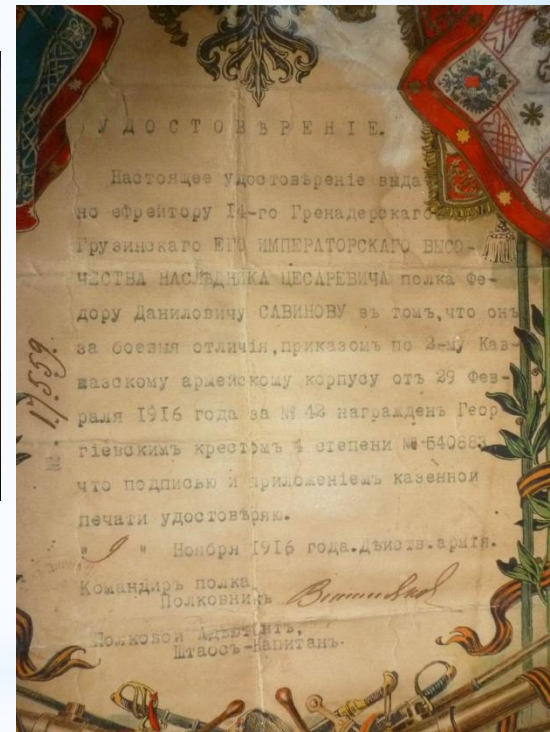 УДОСТОВѢРЕНІЕ.
Настоящее удостовѣреніе выда
но ефрейтору 14-го Гренадерскаго
Грузинскаго ЕГО ИМПЕРАТОРСКАГО ВЫСО-
ЧЕСТВА НАСЛѢДНИКА ЦЕСАРЕВИЧА полка Фе-
дору Даниловичу САВИНОВУ въ томъ,что онъ
за боевыя отличія,приказомъ по 2-му Кав-
казскому армейскому корпусу отъ 29 Фев-
раля 1916 года за № 42 награжденъ Геор
гіевскимъ крестомъ 4 степени № 540883
что подписью и приложеніемъ казенной
печати удостовѣряю.
" 9 " Ноября 1916 года.Дѣйств.армія.
Командиръ полка,
Полковникъ
Полковой Адъютантъ,
Штабсъ-Капитанъ.
№ 17559